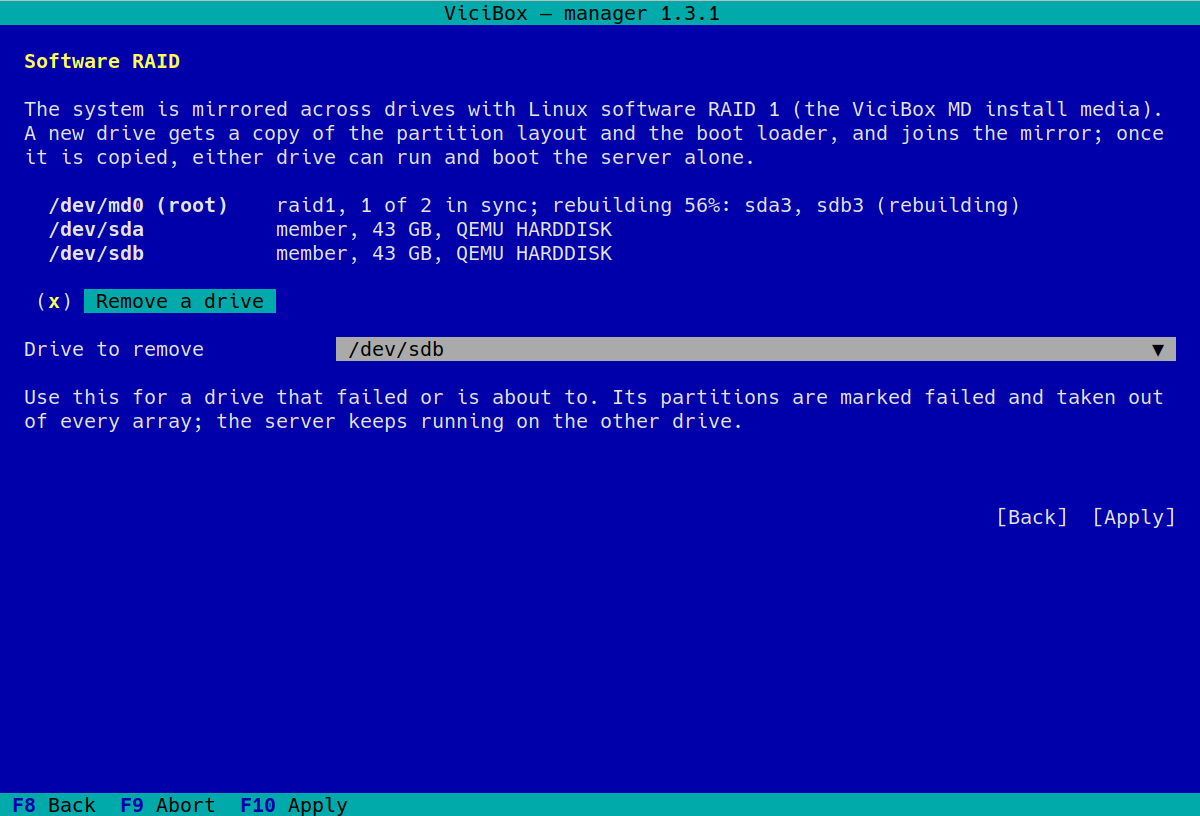 ViciBox — manager 1.3.1
Software RAID
The system is mirrored across drives with Linux software RAID 1 (the ViciBox MD install media).
A new drive gets a copy of the partition layout and the boot loader, and joins the mirror; once
it is copied, either drive can run and boot the server alone.
/dev/md0 (root) raid1, 1 of 2 in sync; rebuilding 56%: sda3, sdb3 (rebuilding)
/dev/sda member, 43 GB, QEMU HARDDISK
/dev/sdb member, 43 GB, QEMU HARDDISK
(x) Remove a drive
Drive to remove /dev/sdb ▼
Use this for a drive that failed or is about to. Its partitions are marked failed and taken out
of every array; the server keeps running on the other drive.
[Back] [Apply]
F8 Back F9 Abort F10 Apply